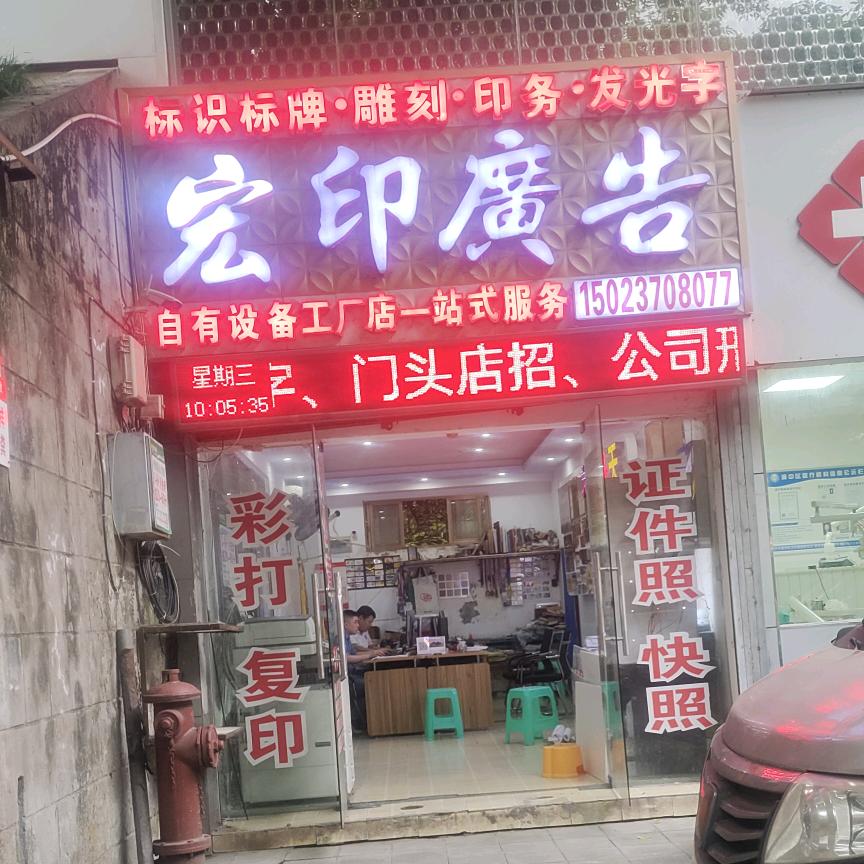 标识标牌·雕刻·印务·发光字
宏印廣告
自有设备工厂店一站式服务
15023708077
星期三
10:05:35
、门头店招、公司
彩打
复印
证件照
快照